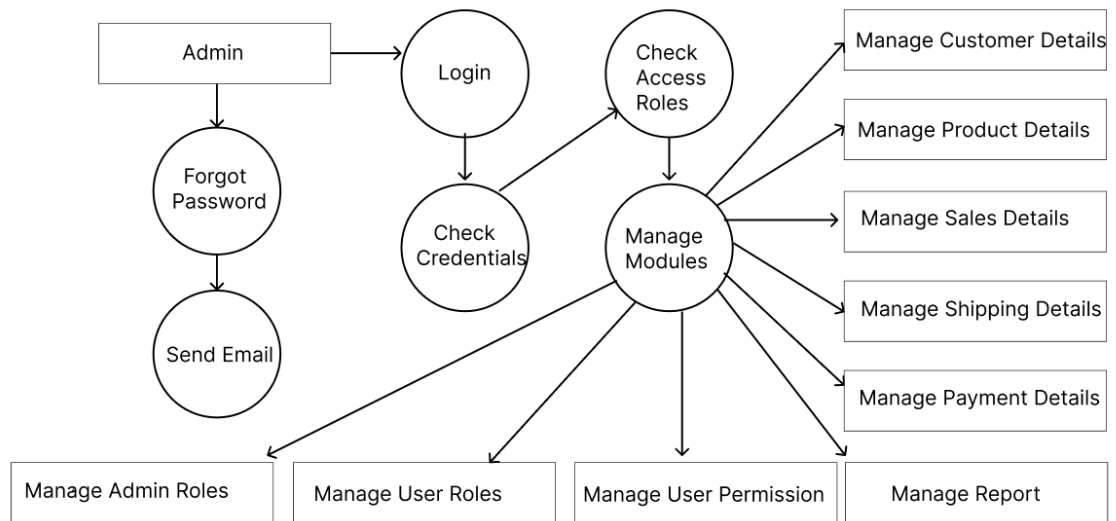 Admin
Login
Check
Access
Roles
Manage Customer Details
Manage Product Details
Forgot
Password
Check
Credentials
Manage
Modules
Manage Sales Details
Manage Shipping Details
Send Email
Manage Payment Details
Manage Admin Roles
Manage User Roles
Manage User Permission
Manage Report